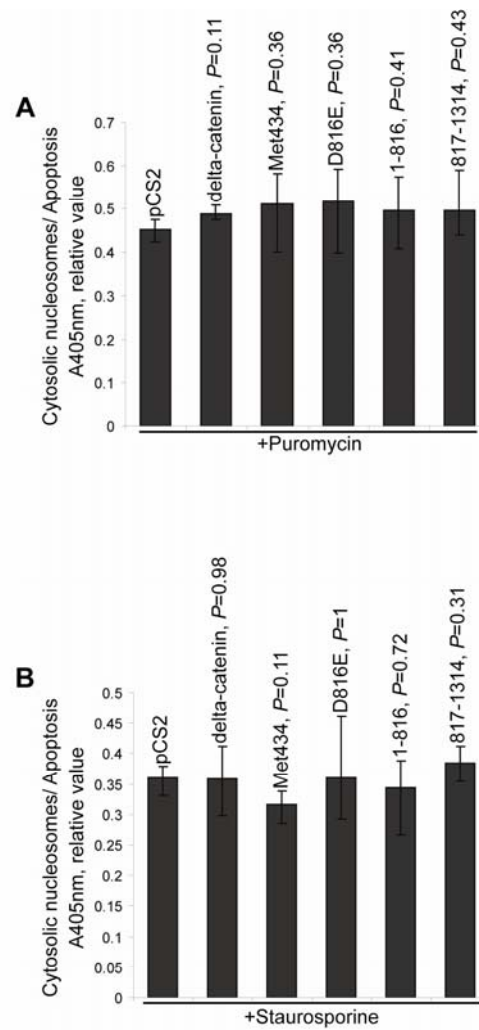 A
Cytosolic nucleosomes/ Apoptosis
A405nm, relative value
0.7
0.6
0.5
0.4
0.3
0.2
0.1
0
pCS2
delta-catenin, P=0.11
Met434, P=0.36
D816E, P=0.36
1-816, P=0.41
817-1314, P=0.43
+Puromycin
B
Cytosolic nucleosomes/ Apoptosis
A405nm, relative value
0.5
0.45
0.4
0.35
0.3
0.25
0.2
0.15
0.1
0.05
0
pCS2
delta-catenin, P=0.98
Met434, P=0.11
D816E, P=1
1-816, P=0.72
817-1314, P=0.31
+Staurosporine